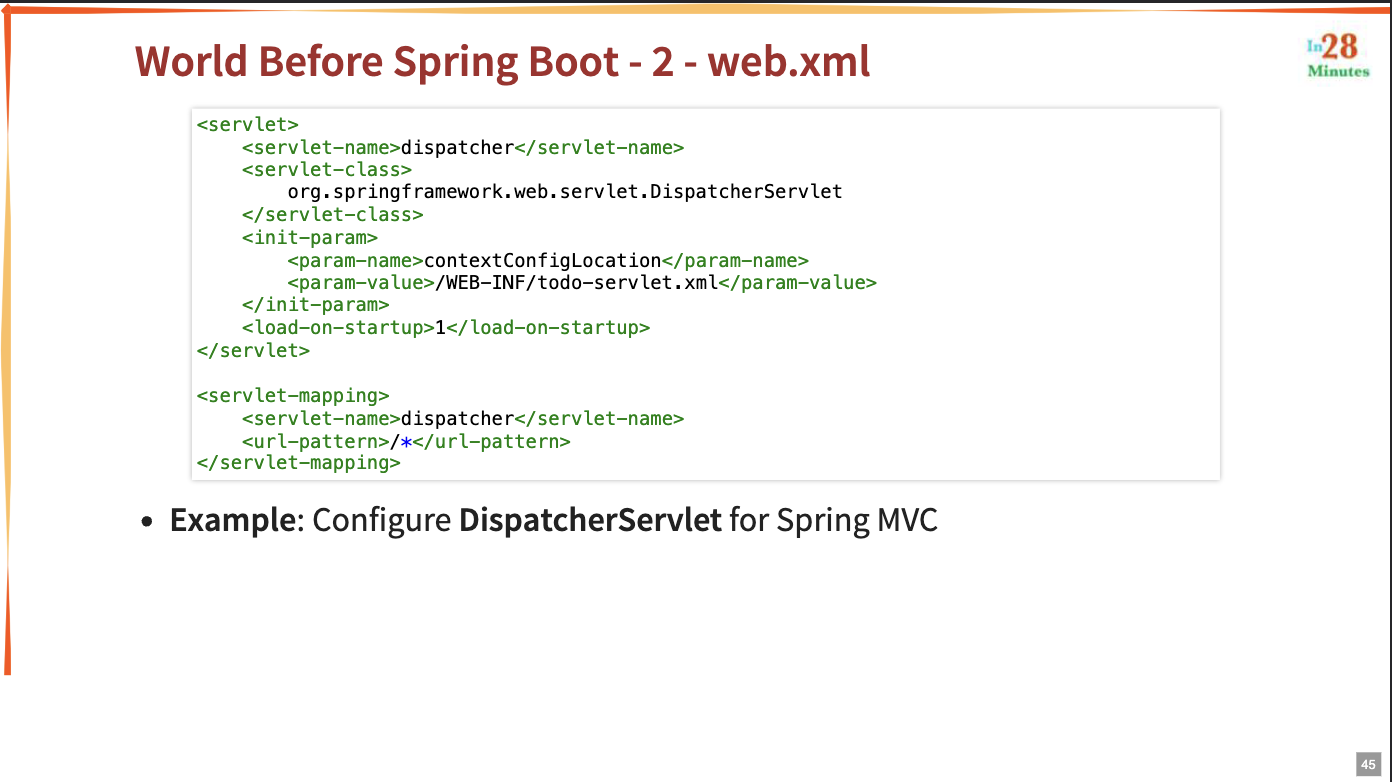 World Before Spring Boot - 2 - web.xml
In28
Minutes
<servlet>
    <servlet-name>dispatcher</servlet-name>
    <servlet-class>
        org.springframework.web.servlet.DispatcherServlet
    </servlet-class>
    <init-param>
        <param-name>contextConfigLocation</param-name>
        <param-value>/WEB-INF/todo-servlet.xml</param-value>
    </init-param>
    <load-on-startup>1</load-on-startup>
</servlet>

<servlet-mapping>
    <servlet-name>dispatcher</servlet-name>
    <url-pattern>/*</url-pattern>
</servlet-mapping>
• Example: Configure DispatcherServlet for Spring MVC
45